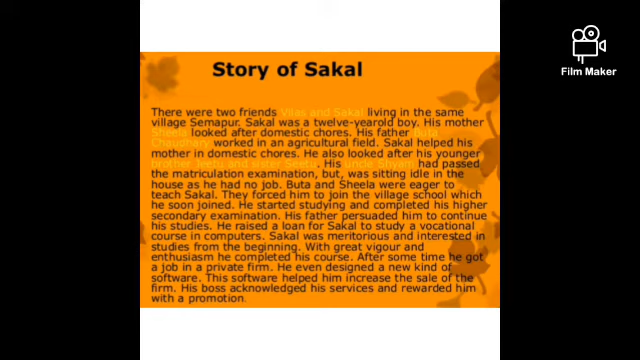 Story of Sakal
Film Maker
There were two friends Vilas and Sakal living in the same
village Semapur. Sakal was a twelve-yearold boy. His mother
Sheela looked after domestic chores. His father Buta
Chaudhary worked in an agricultural field. Sakal helped his
mother in domestic chores. He also looked after his younger
brother Jeetu and sister Seetu. His uncle Shyam had passed
the matriculation examination, but, was sitting idle in the
house as he had no job. Buta and Sheela were eager to
teach Sakal. They forced him to join the village school which
he soon joined. He started studying and completed his higher
secondary examination. His father persuaded him to continue
his studies. He raised a loan for Sakal to study a vocational
course in computers. Sakal was meritorious and interested in
studies from the beginning. With great vigour and
enthusiasm he completed his course. After some time he got
a job in a private firm. He even designed a new kind of
software. This software helped him increase the sale of the
firm. His boss acknowledged his services and rewarded him
with a promotion.